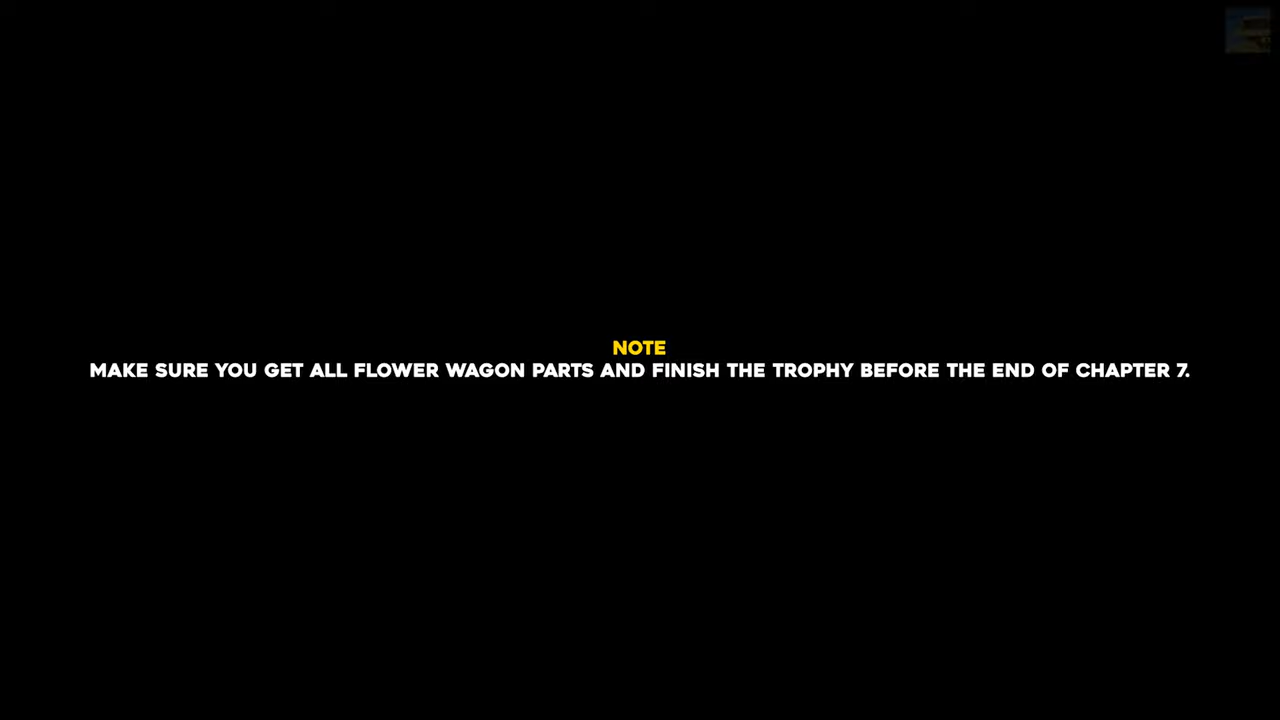 NOTE
MAKE SURE YOU GET ALL FLOWER WAGON PARTS AND FINISH THE TROPHY BEFORE THE END OF CHAPTER 7.